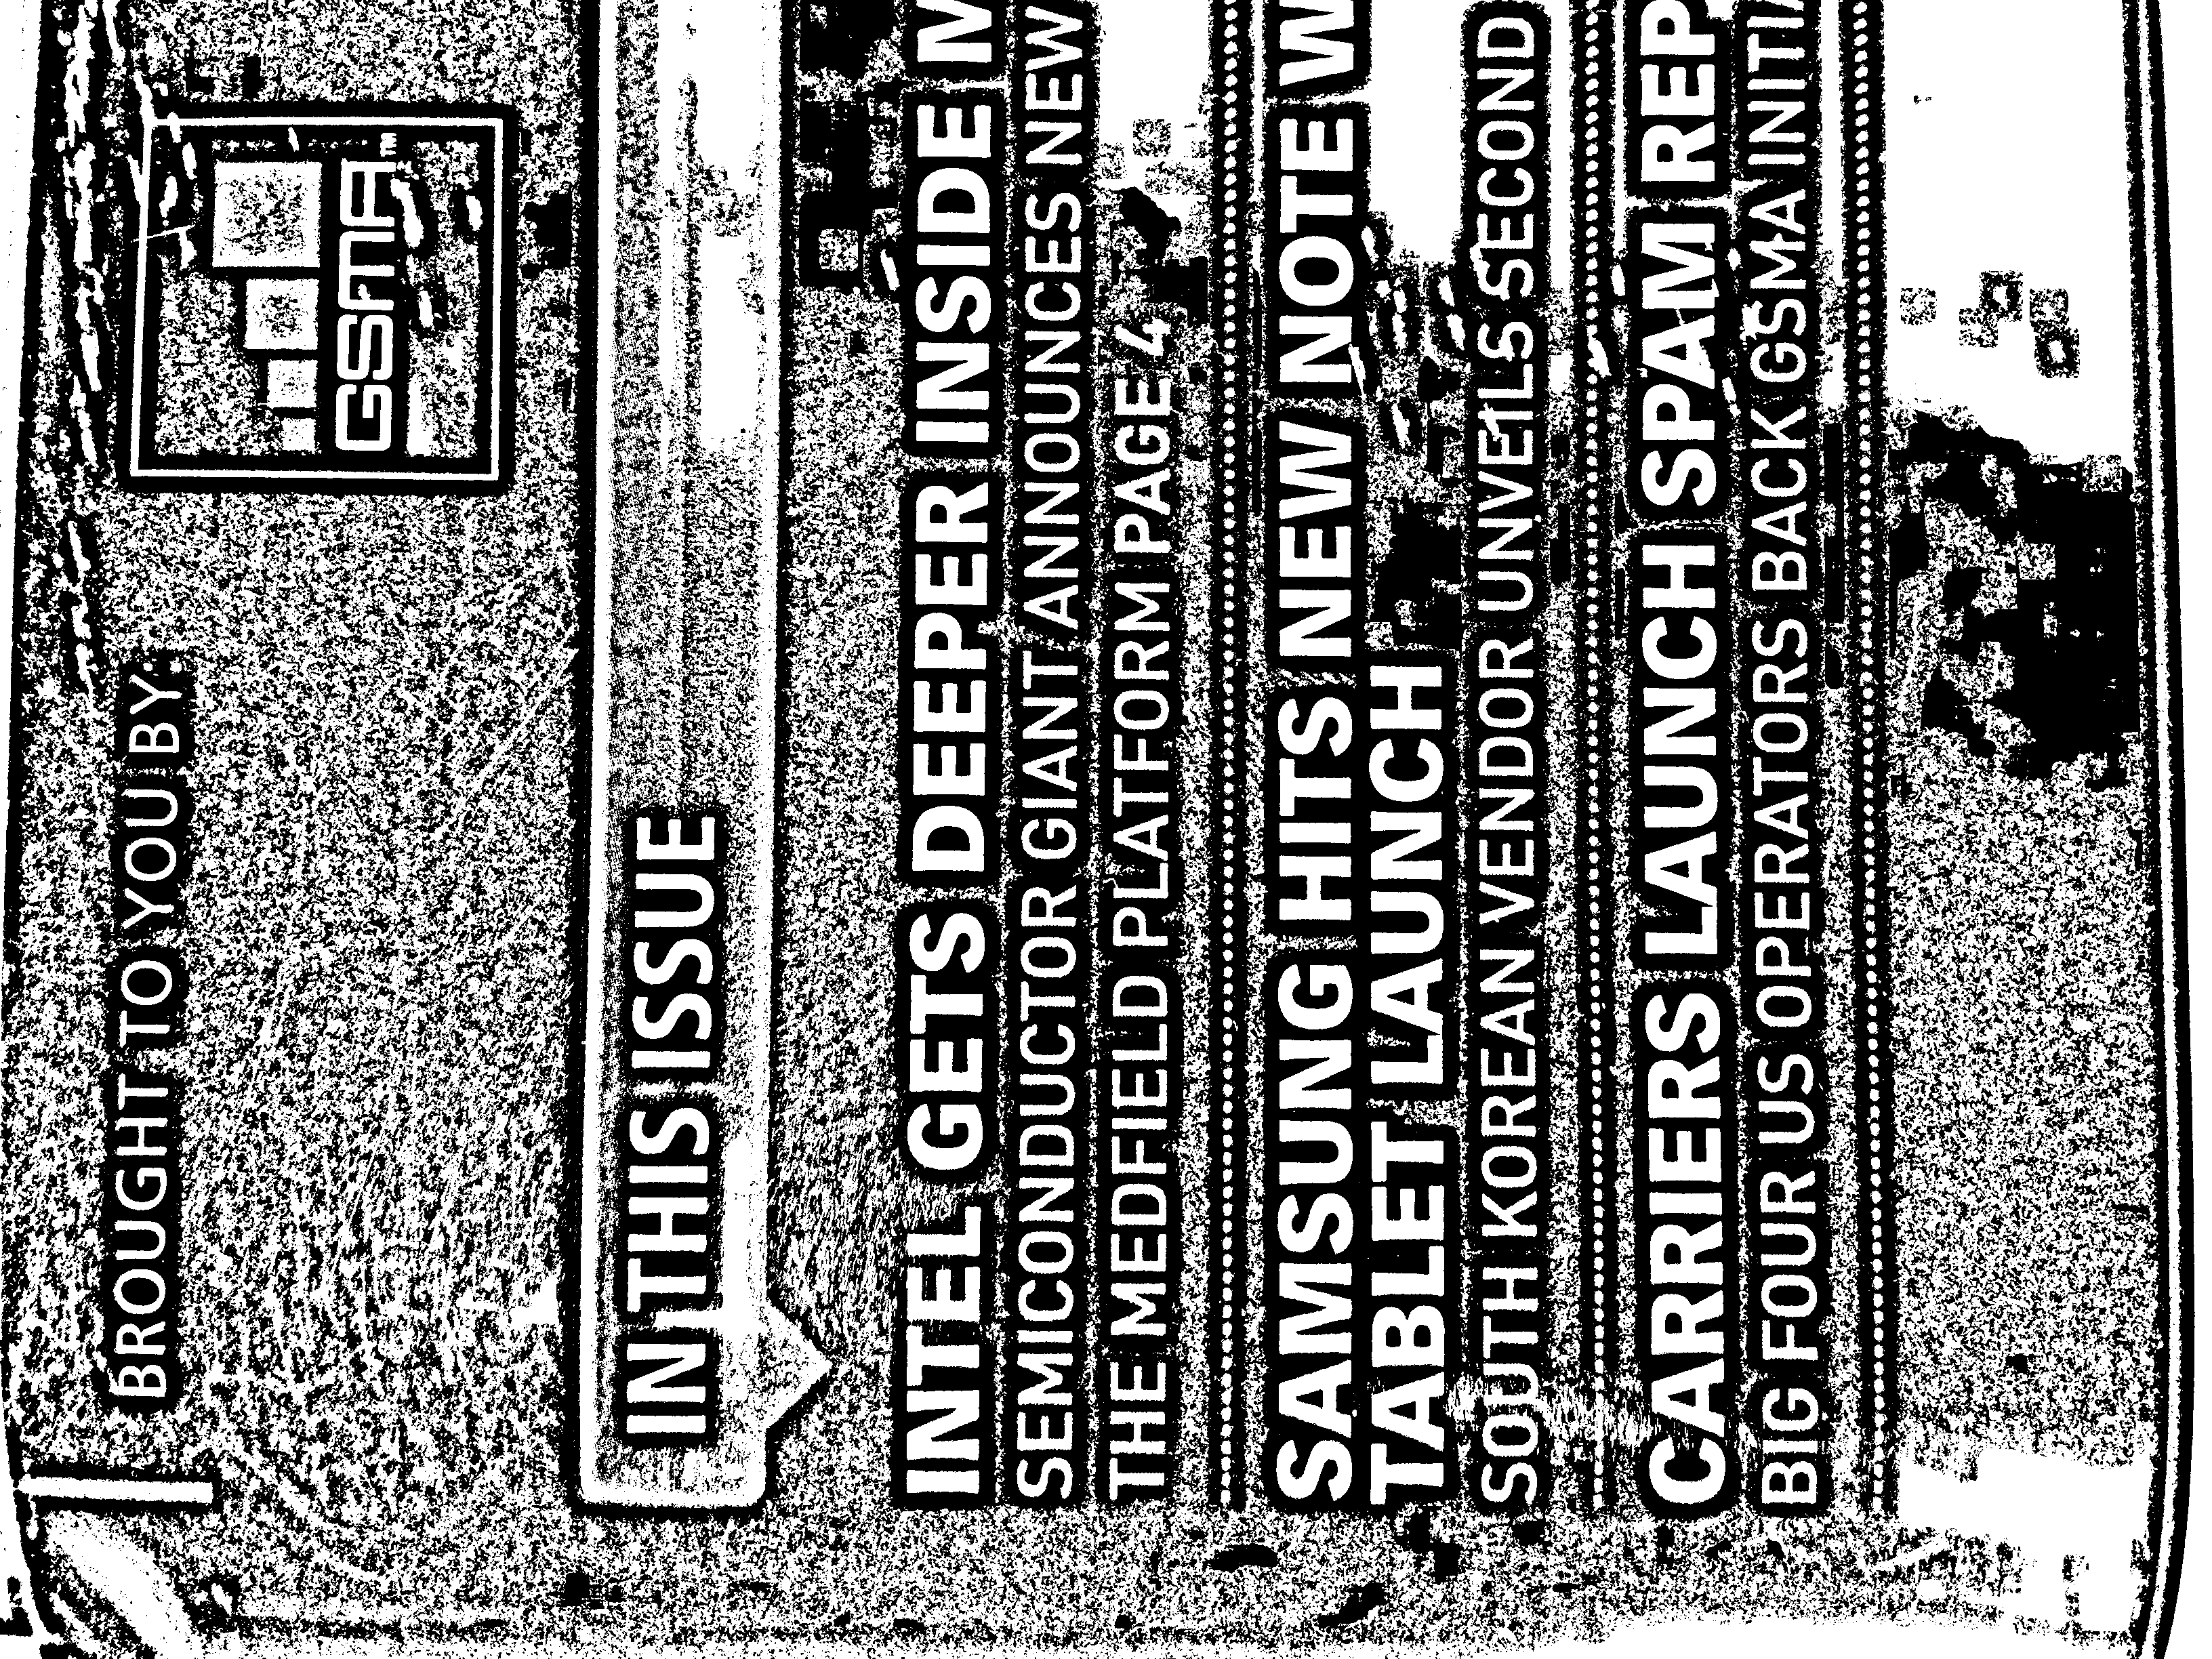 BROUGHT TO YOU BY:
GSMA™
IN THIS ISSUE
INTEL GETS DEEPER INSIDE M
SEMICONDUCTOR GIANT ANNOUNCES NEW
THE MEDFIELD PLATFORM PAGE 4
SAMSUNG HITS NEW NOTE W
TABLET LAUNCH
SOUTH KOREAN VENDOR UNVEILS SECOND
CARRIERS LAUNCH SPAM REP
BIG FOUR US OPERATORS BACK GSMA INITIA